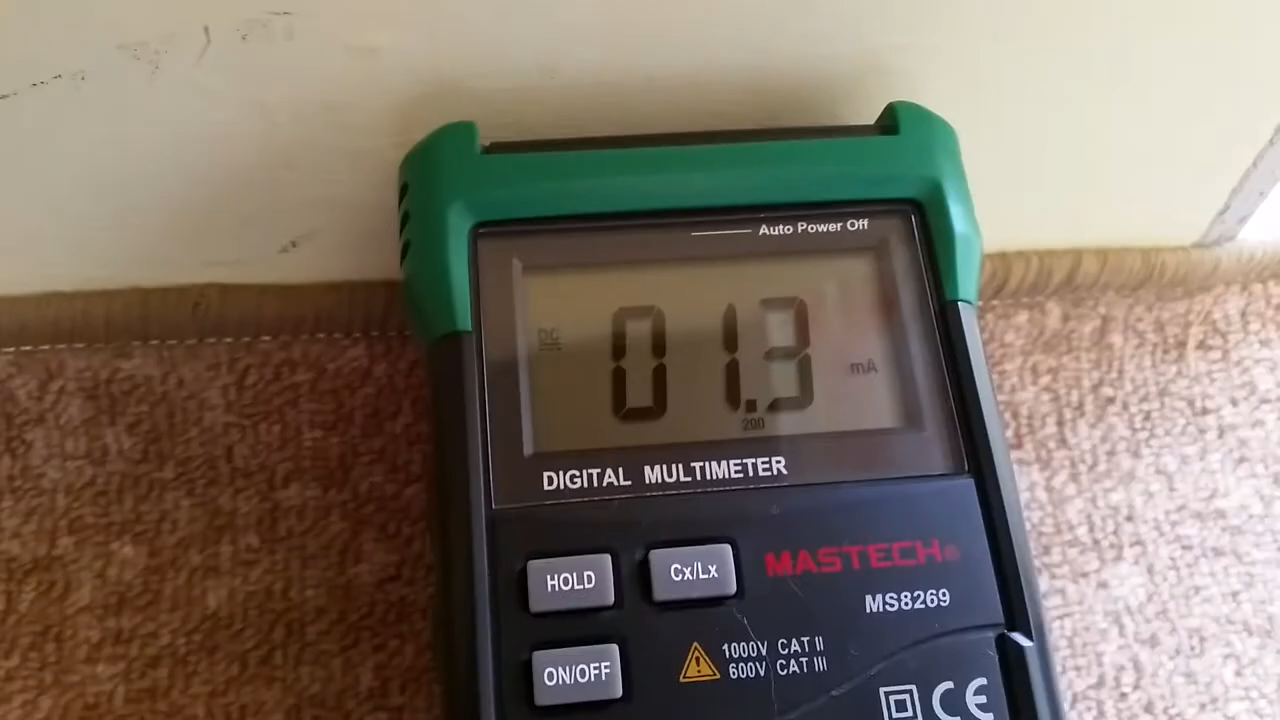 Auto Power Off
DC
01.3
mA
200
DIGITAL MULTIMETER
HOLD
Cx/Lx
MASTECH®
MS8269
ON/OFF
1000V CAT II
600V CAT III
CE